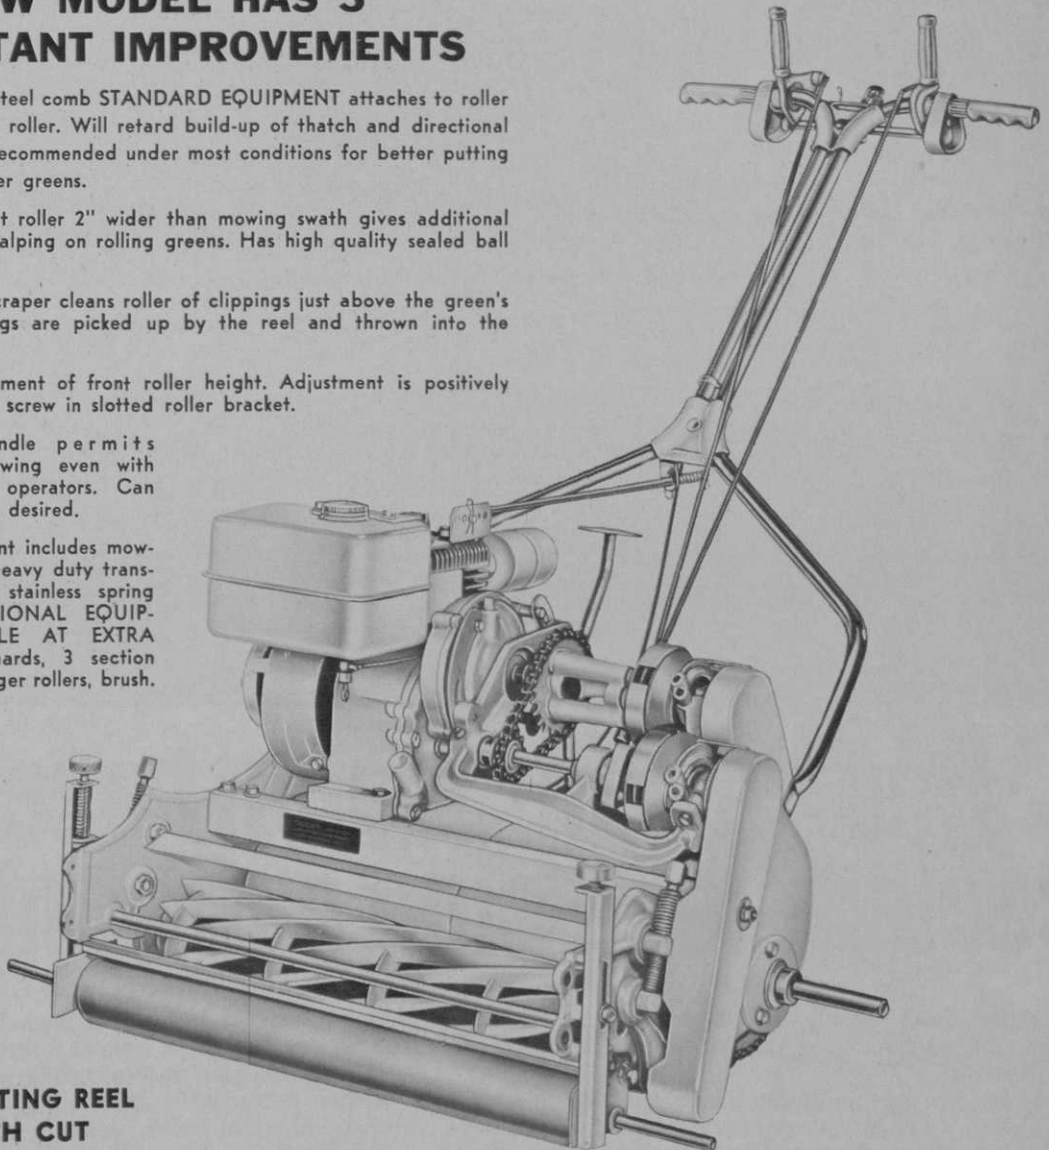 W MODEL HAS 5
TANT IMPROVEMENTS
teel comb STANDARD EQUIPMENT attaches to roller
roller. Will retard build-up of thatch and directional
ecommended under most conditions for better putting
er greens.
t roller 2" wider than mowing swath gives additional
alping on rolling greens. Has high quality sealed ball
craper cleans roller of clippings just above the green's
gs are picked up by the reel and thrown into the
ment of front roller height. Adjustment is positively
screw in slotted roller bracket.
ndle permits
wing even with
operators. Can
desired.
nt includes mow-
eavy duty trans-
stainless spring
IONAL EQUIP-
LE AT EXTRA
ards, 3 section
ger rollers, brush.
TING REEL
H CUT